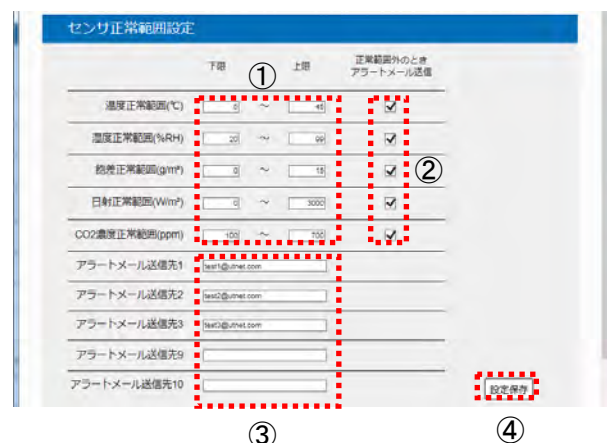 センサ正常範囲設定
下限 ① 上限 正常範囲外のとき
アラートメール送信
温度正常範囲(℃) 0 ～ 45
湿度正常範囲(%RH) 20 ～ 99
②
飽差正常範囲(g/m³) 0 ～ 15
日射正常範囲(W/m²) 0 ～ 3000
CO2濃度正常範囲(ppm) 100 ～ 700
アラートメール送信先1 test1@utnet.com
アラートメール送信先2 test2@utnet.com
アラートメール送信先3 test3@utnet.com
アラートメール送信先9
アラートメール送信先10 設定保存
③ ④